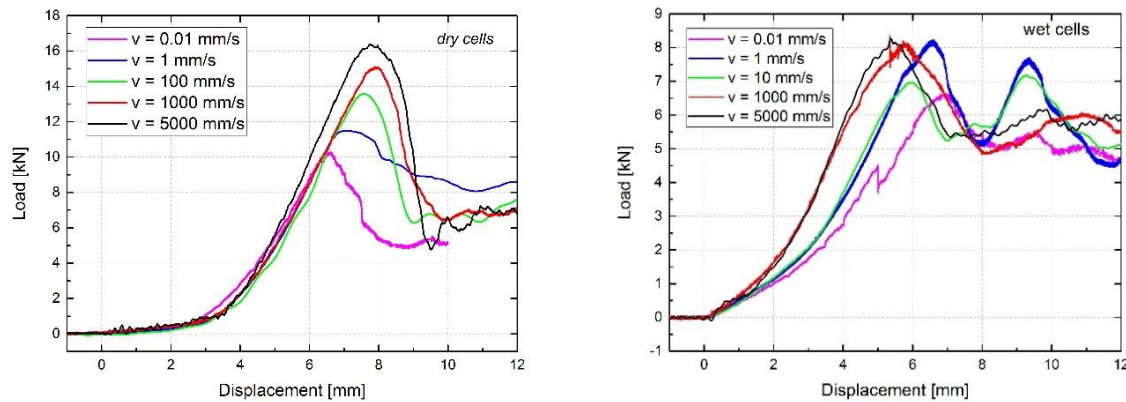 v = 0.01 mm/s
v = 1 mm/s
v = 100 mm/s
v = 1000 mm/s
v = 5000 mm/s
dry cells
18
16
14
12
10
8
6
4
2
0
Load [kN]
0 2 4 6 8 10 12
Displacement [mm]
v = 0.01 mm/s
v = 1 mm/s
v = 10 mm/s
v = 1000 mm/s
v = 5000 mm/s
wet cells
9
8
7
6
5
4
3
2
1
0
-1
Load [kN]
0 2 4 6 8 10 12
Displacement [mm]